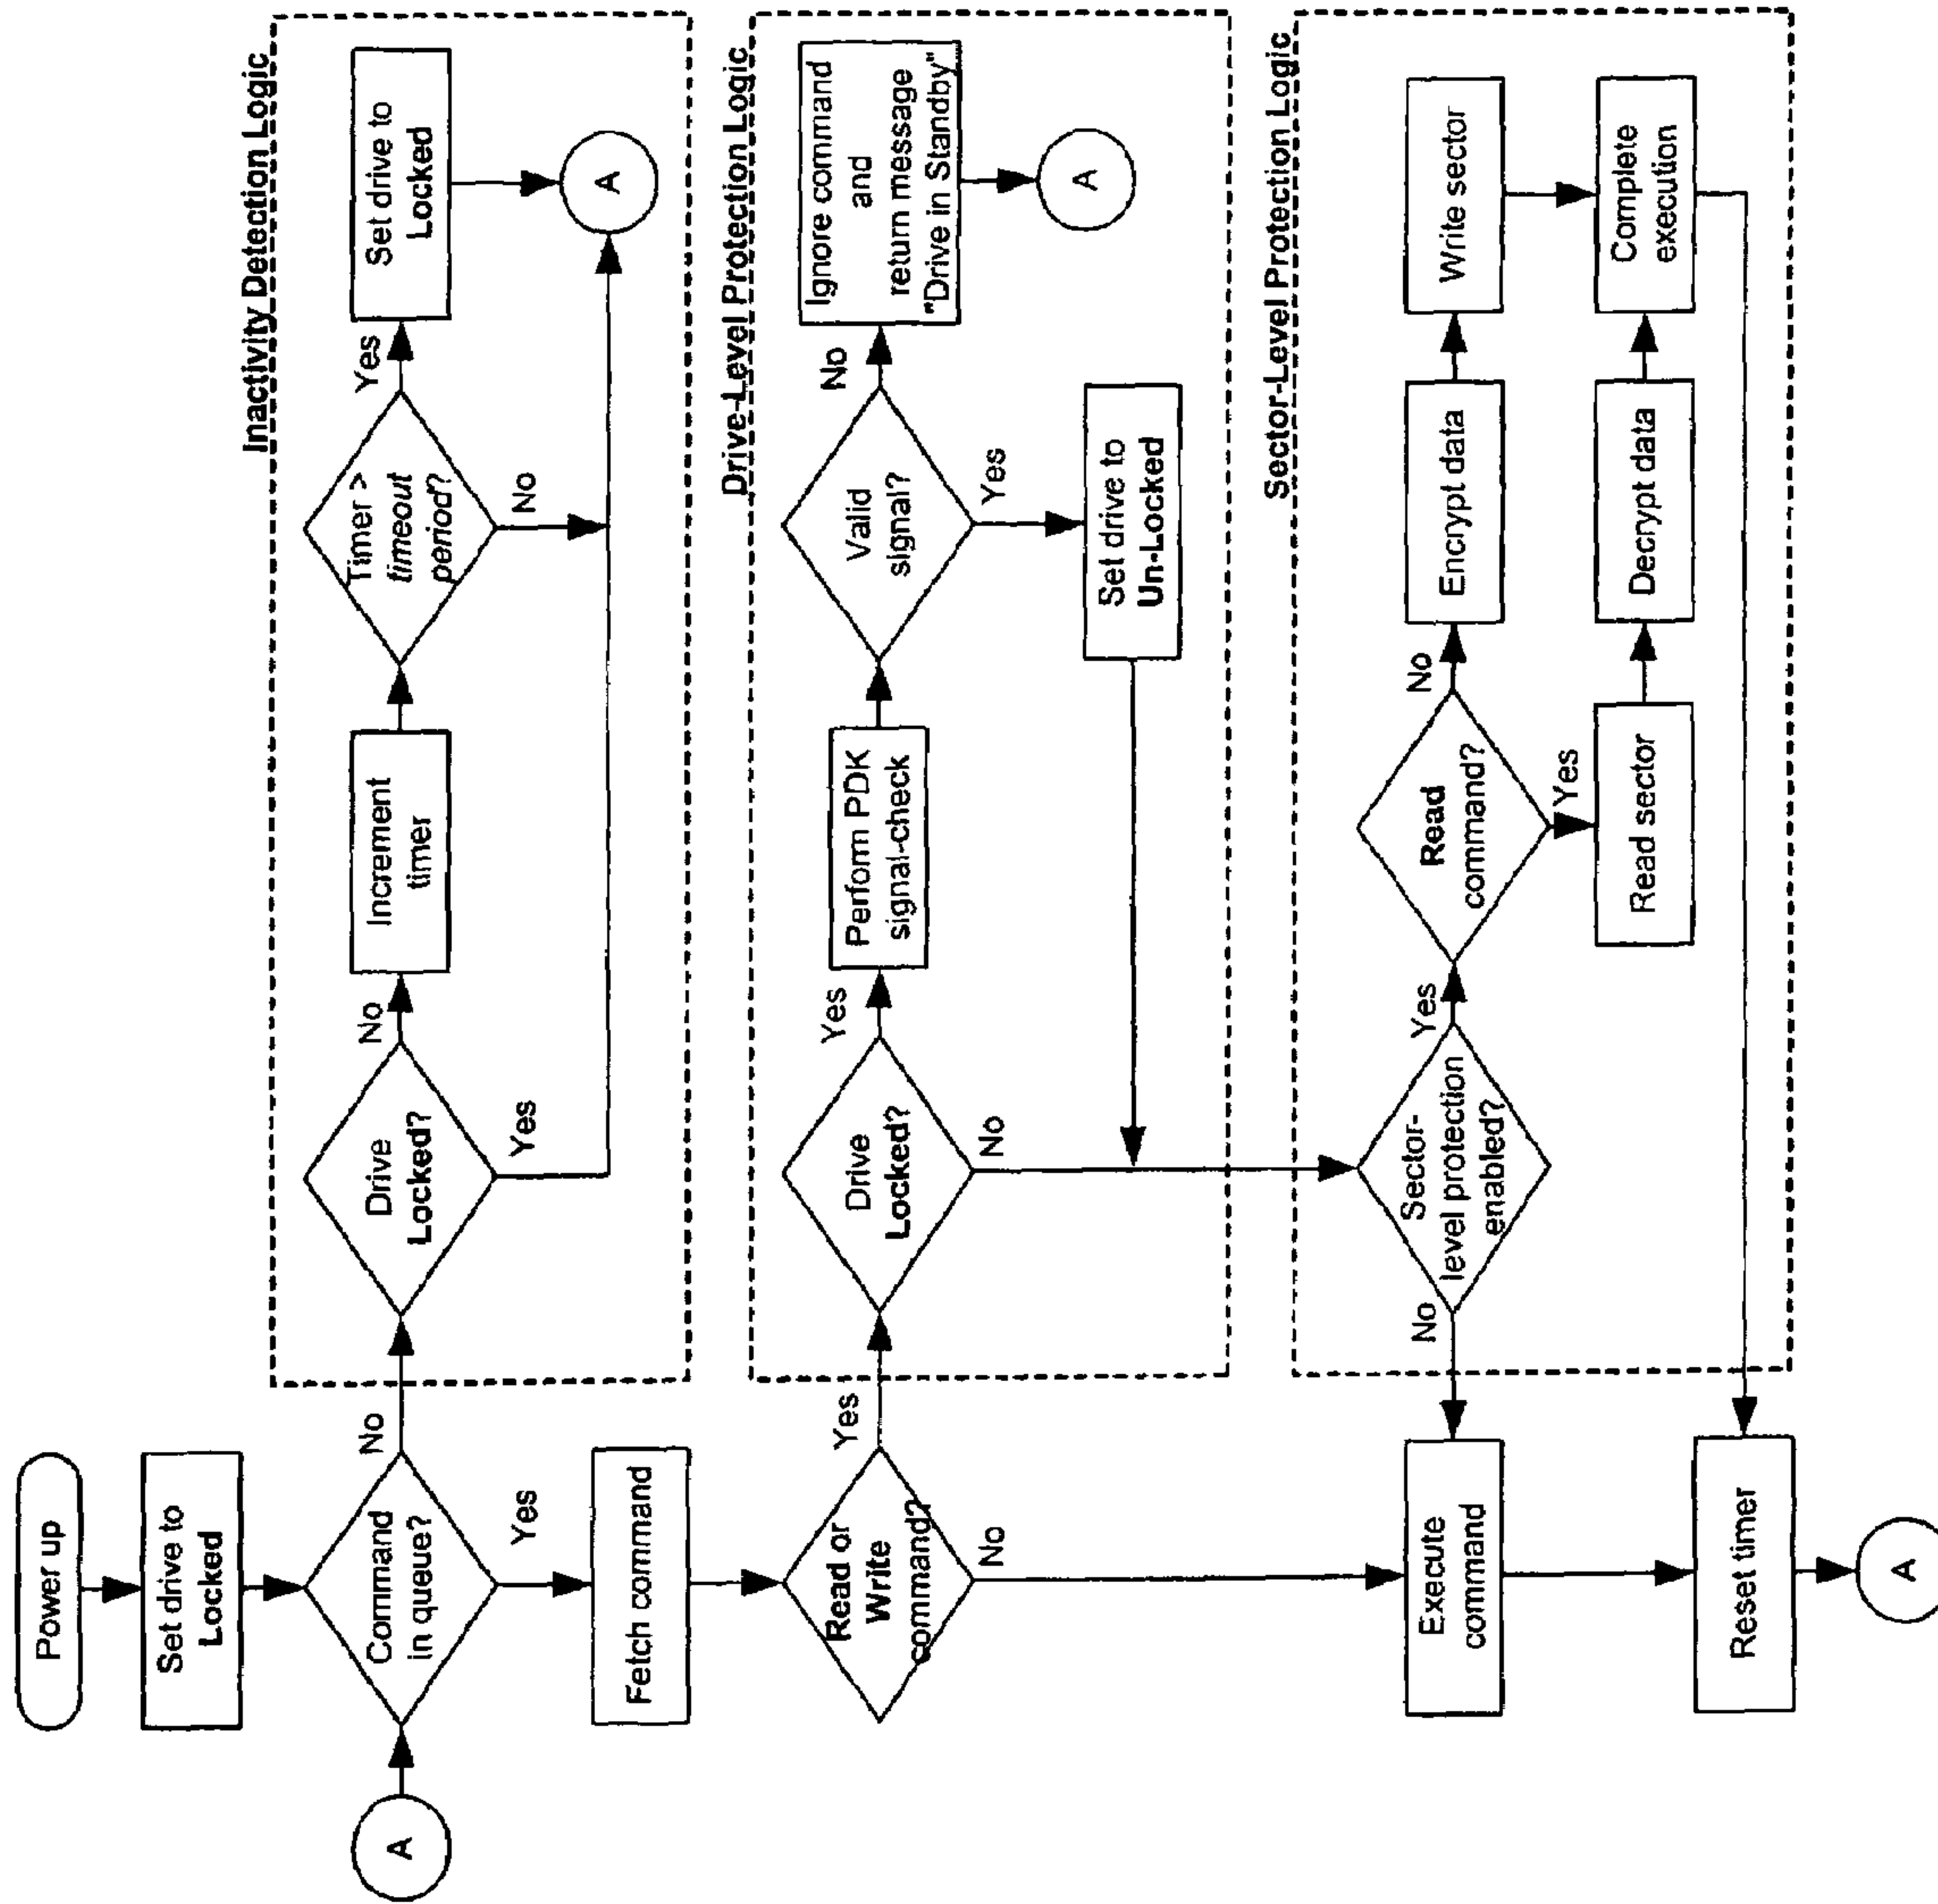 Power up
Set drive to
Locked
A
Command
in queue?
No
Yes
Inactivity Detection Logic
Drive
Locked?
No
Yes
Increment
timer
Timer >
timeout
period?
Yes
No
Set drive to
Locked
A
Fetch command
Read or
Write
command?
Yes
No
Drive-Level Protection Logic
Drive
Locked?
Yes
No
Perform PDK
signal-check
Valid
signal?
No
Yes
Ignore command
and
return message
"Drive in Standby"
A
Set drive to
Un-Locked
Sector-Level Protection Logic
Sector-
level protection
enabled?
No
Yes
Read
command?
No
Yes
Encrypt data
Write sector
Read sector
Decrypt data
Complete
execution
Execute
command
Reset timer
A